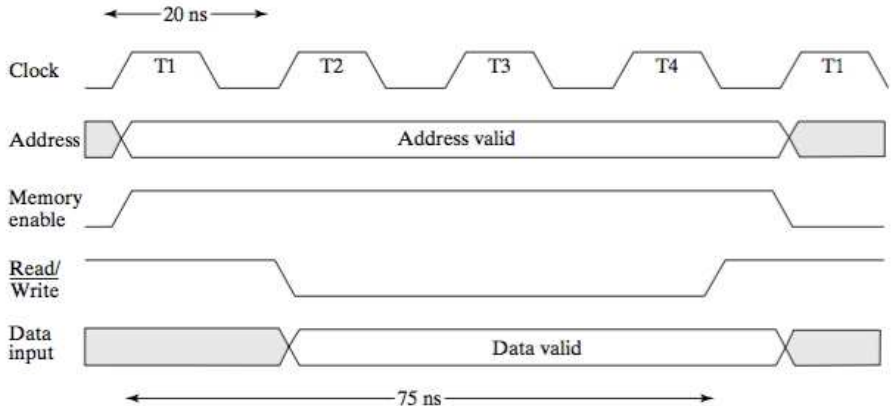 20 ns
Clock
T1
T2
T3
T4
T1
Address
Address valid
Memory
enable
Read/
Write
Data
input
Data valid
75 ns